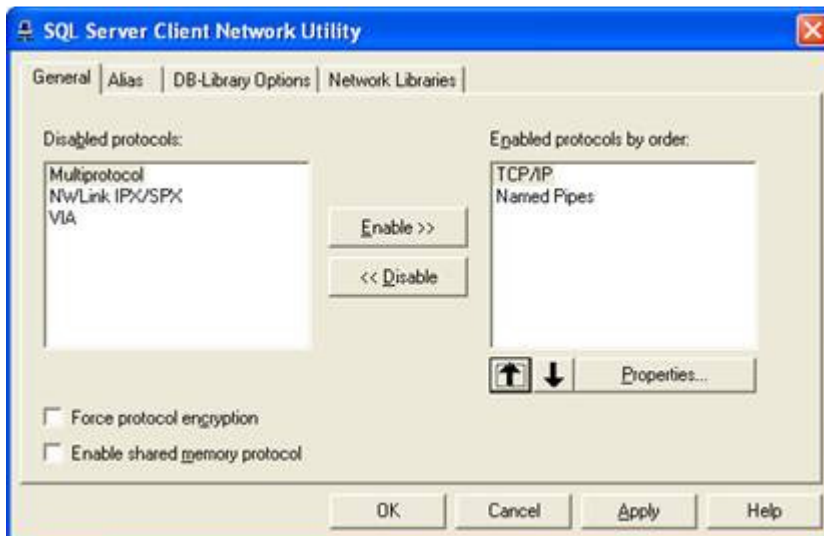 SQL Server Client Network Utility
General Alias DB-Library Options Network Libraries
Disabled protocols:
Multiprotocol
NWLink IPX/SPX
VIA
Enable >>
<< Disable
Enabled protocols by order:
TCP/IP
Named Pipes
Properties...
Force protocol encryption
Enable shared memory protocol
OK Cancel Apply Help